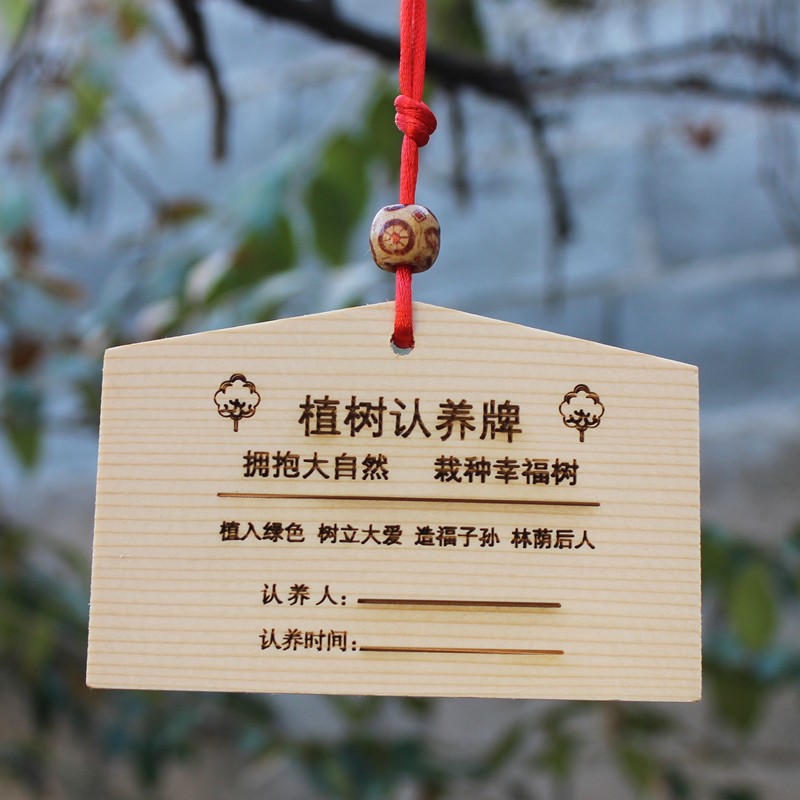 植树认养牌
拥抱大自然 栽种幸福树
植入绿色 树立大爱 造福子孙 林荫后人
认养人:
认养时间: